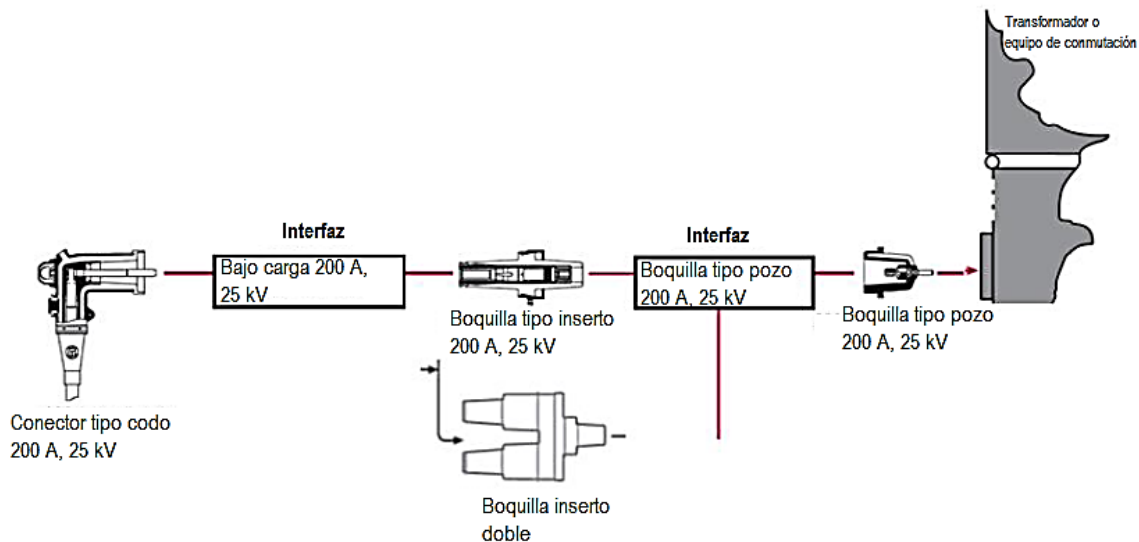 Transformador o
equipo de conmutación
Interfaz
Bajo carga 200 A,
25 kV
Interfaz
Boquilla tipo pozo
200 A, 25 kV
Boquilla tipo inserto
200 A, 25 kV
Boquilla tipo pozo
200 A, 25 kV
Conector tipo codo
200 A, 25 kV
Boquilla inserto
doble